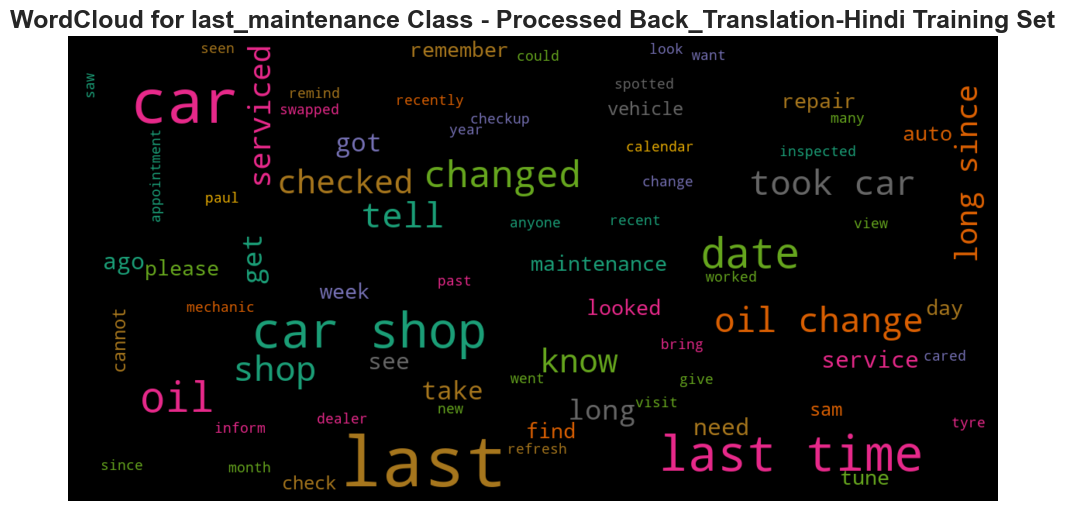 WordCloud for last_maintenance Class - Processed Back_Translation-Hindi Training Set
seen
remember
could
look
want
saw
car
serviced
remind
swapped
recently
spotted
vehicle
repair
many
auto
long since
checkup
year
got
calendar
inspected
appointment
checked
changed
change
took car
paul
tell
anyone
recent
view
ago
please
get
maintenance
date
worked
week
past
mechanic
looked
oil change
day
cannot
car shop
see
know
bring
service
cared
shop
take
went
give
oil
new
long
visit
sam
tyre
inform
dealer
find
need
refresh
since
month
check
last
last time
tune